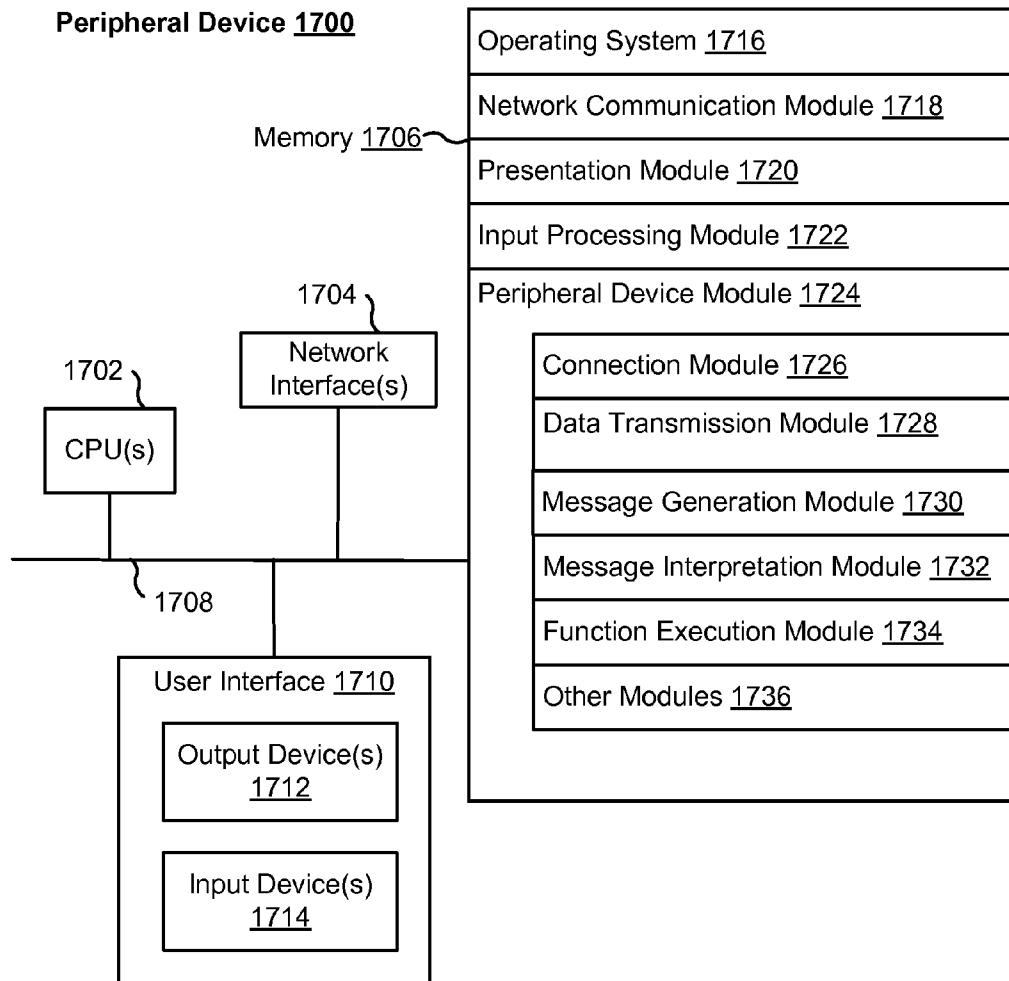 Peripheral Device 1700
Operating System 1716
Network Communication Module 1718
Memory 1706
Presentation Module 1720
Input Processing Module 1722
Peripheral Device Module 1724
1704
Network
Interface(s)
1702
CPU(s)
Connection Module 1726
Data Transmission Module 1728
Message Generation Module 1730
Message Interpretation Module 1732
Function Execution Module 1734
Other Modules 1736
1708
User Interface 1710
Output Device(s)
1712
Input Device(s)
1714